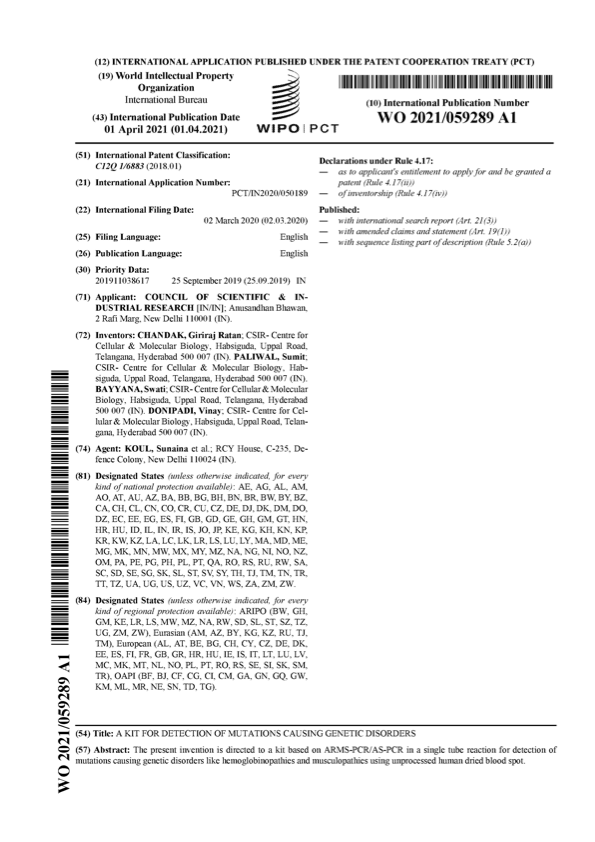 (12) INTERNATIONAL APPLICATION PUBLISHED UNDER THE PATENT COOPERATION TREATY (PCT)
(19) World Intellectual Property
Organization
International Bureau
(43) International Publication Date
01 April 2021 (01.04.2021)
WIPO | PCT
(10) International Publication Number
WO 2021/059289 A1
(51) International Patent Classification:
C12Q 1/6883 (2018.01)
(21) International Application Number:
PCT/IN2020/050189
(22) International Filing Date:
02 March 2020 (02.03.2020)
(25) Filing Language: English
(26) Publication Language: English
(30) Priority Data:
201911038617 25 September 2019 (25.09.2019) IN
(71) Applicant: COUNCIL OF SCIENTIFIC & IN-
DUSTRIAL RESEARCH [IN/IN]; Anusandhan Bhawan,
2 Rafi Marg, New Delhi 110001 (IN).
(72) Inventors: CHANDAK, Giriraj Ratan; CSIR- Centre for
Cellular & Molecular Biology, Habsiguda, Uppal Road,
Telangana, Hyderabad 500 007 (IN). PALIWAL, Sumit;
CSIR- Centre for Cellular & Molecular Biology, Hab-
siguda, Uppal Road, Telangana, Hyderabad 500 007 (IN).
BAYYANA, Swati; CSIR- Centre for Cellular & Molecular
Biology, Habsiguda, Uppal Road, Telangana, Hyderabad
500 007 (IN). DONIPADI, Vinay; CSIR- Centre for Cel-
lular & Molecular Biology, Habsiguda, Uppal Road, Telan-
gana, Hyderabad 500 007 (IN).
(74) Agent: KOUL, Sunaina et al.; RCY House, C-235, De-
fence Colony, New Delhi 110024 (IN).
(81) Designated States (unless otherwise indicated, for every
kind of national protection available): AE, AG, AL, AM,
AO, AT, AU, AZ, BA, BB, BG, BH, BN, BR, BW, BY, BZ,
CA, CH, CL, CN, CO, CR, CU, CZ, DE, DJ, DK, DM, DO,
DZ, EC, EE, EG, ES, FI, GB, GD, GE, GH, GM, GT, HN,
HR, HU, ID, IL, IN, IR, IS, JO, JP, KE, KG, KH, KN, KP,
KR, KW, KZ, LA, LC, LK, LR, LS, LU, LY, MA, MD, ME,
MG, MK, MN, MW, MX, MY, MZ, NA, NG, NI, NO, NZ,
OM, PA, PE, PG, PH, PL, PT, QA, RO, RS, RU, RW, SA,
SC, SD, SE, SG, SK, SL, ST, SV, SY, TH, TJ, TM, TN, TR,
TT, TZ, UA, UG, US, UZ, VC, VN, WS, ZA, ZM, ZW.
(84) Designated States (unless otherwise indicated, for every
kind of regional protection available): ARIPO (BW, GH,
GM, KE, LR, LS, MW, MZ, NA, RW, SD, SL, ST, SZ, TZ,
UG, ZM, ZW), Eurasian (AM, AZ, BY, KG, KZ, RU, TJ,
TM), European (AL, AT, BE, BG, CH, CY, CZ, DE, DK,
EE, ES, FI, FR, GB, GR, HR, HU, IE, IS, IT, LT, LU, LV,
MC, MK, MT, NL, NO, PL, PT, RO, RS, SE, SI, SK, SM,
TR), OAPI (BF, BJ, CF, CG, CI, CM, GA, GN, GQ, GW,
KM, ML, MR, NE, SN, TD, TG).
Declarations under Rule 4.17:
— as to applicant's entitlement to apply for and be granted a
patent (Rule 4.17(ii))
— of inventorship (Rule 4.17(iv))
Published:
— with international search report (Art. 21(3))
— with amended claims and statement (Art. 19(1))
— with sequence listing part of description (Rule 5.2(a))
WO 2021/059289 A1
(54) Title: A KIT FOR DETECTION OF MUTATIONS CAUSING GENETIC DISORDERS
(57) Abstract: The present invention is directed to a kit based on ARMS-PCR/AS-PCR in a single tube reaction for detection of
mutations causing genetic disorders like hemoglobinopathies and musculopathies using unprocessed human dried blood spot.